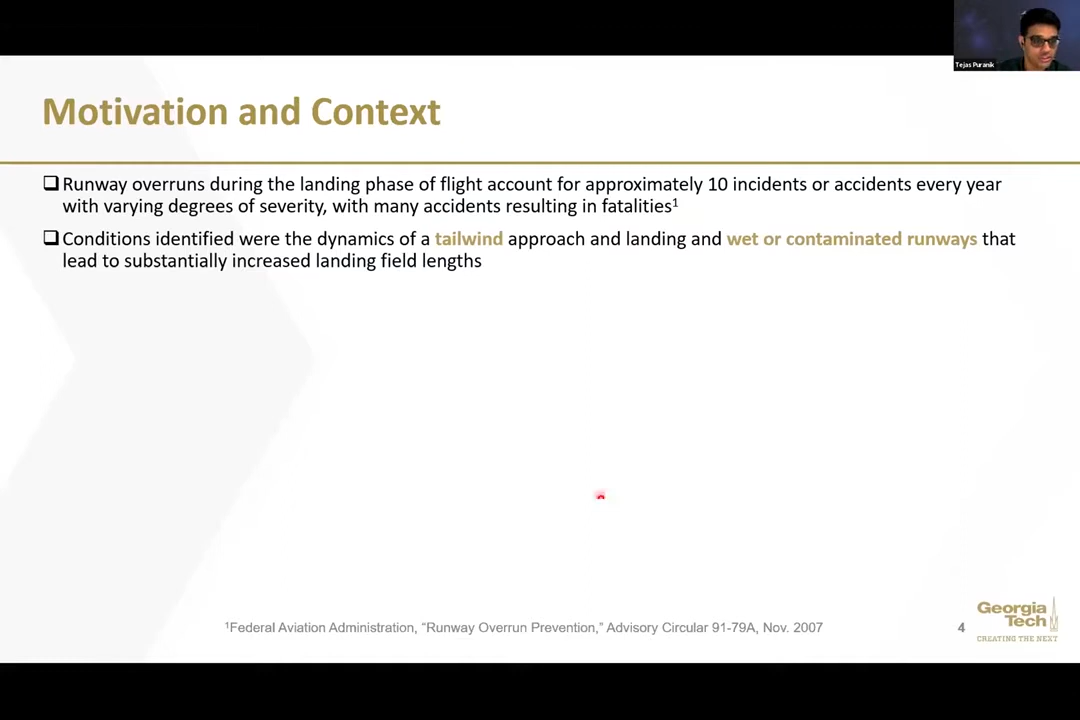 Tejas Puranik
Motivation and Context
Runway overruns during the landing phase of flight account for approximately 10 incidents or accidents every year
with varying degrees of severity, with many accidents resulting in fatalities¹
Conditions identified were the dynamics of a tailwind approach and landing and wet or contaminated runways that
lead to substantially increased landing field lengths
¹Federal Aviation Administration, “Runway Overrun Prevention,” Advisory Circular 91-79A, Nov. 2007
4
Georgia
Tech
CREATING THE NEXT